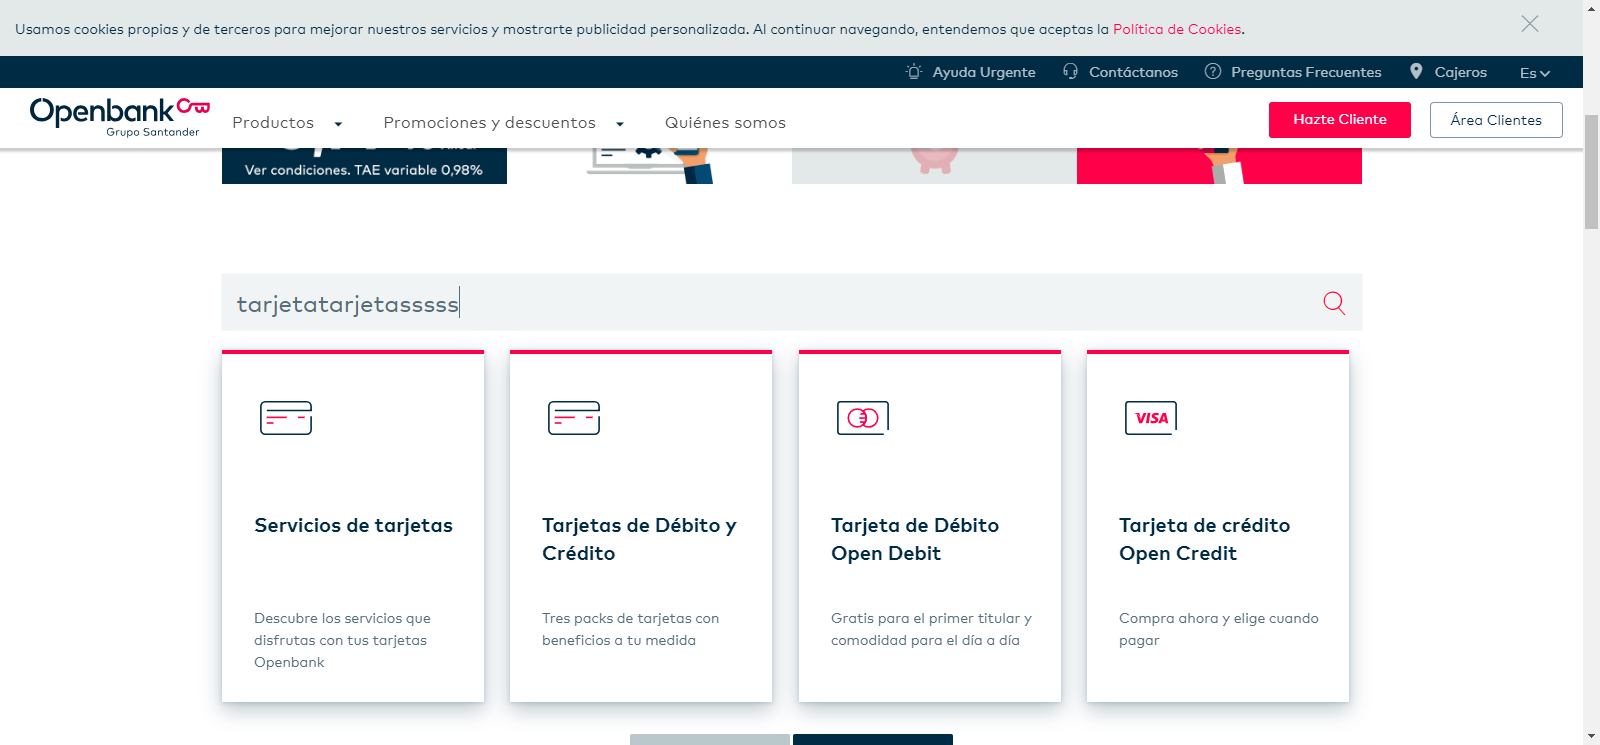 Usamos cookies propias y de terceros para mejorar nuestros servicios y mostrarte publicidad personalizada. Al continuar navegando, entendemos que aceptas la Política de Cookies.
Ayuda Urgente
Contáctanos
Preguntas Frecuentes
Cajeros
Es
Openbank
Grupo Santander
Productos
Promociones y descuentos
Quiénes somos
Hazte Cliente
Área Clientes
Ver condiciones. TAE variable 0,98%
tarjetatarjetasssss
Servicios de tarjetas
Descubre los servicios que
disfrutas con tus tarjetas
Openbank
Tarjetas de Débito y
Crédito
Tres packs de tarjetas con
beneficios a tu medida
Tarjeta de Débito
Open Debit
Gratis para el primer titular y
comodidad para el día a día
VISA
Tarjeta de crédito
Open Credit
Compra ahora y elige cuando
pagar